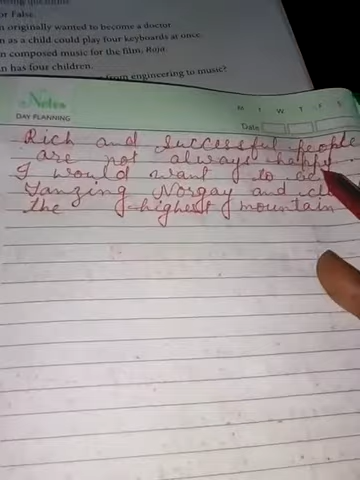 or False.
n originally wanted to become a doctor
n as a child could play four keyboards at once.
n composed music for the film, Roja.
n has four children.
from engineering to music?
Notes
DAY PLANNING
M T W T F S
Date
Rich and successful people
are not always happy
I would want to
Tanzing Norgay and
the highest mountain